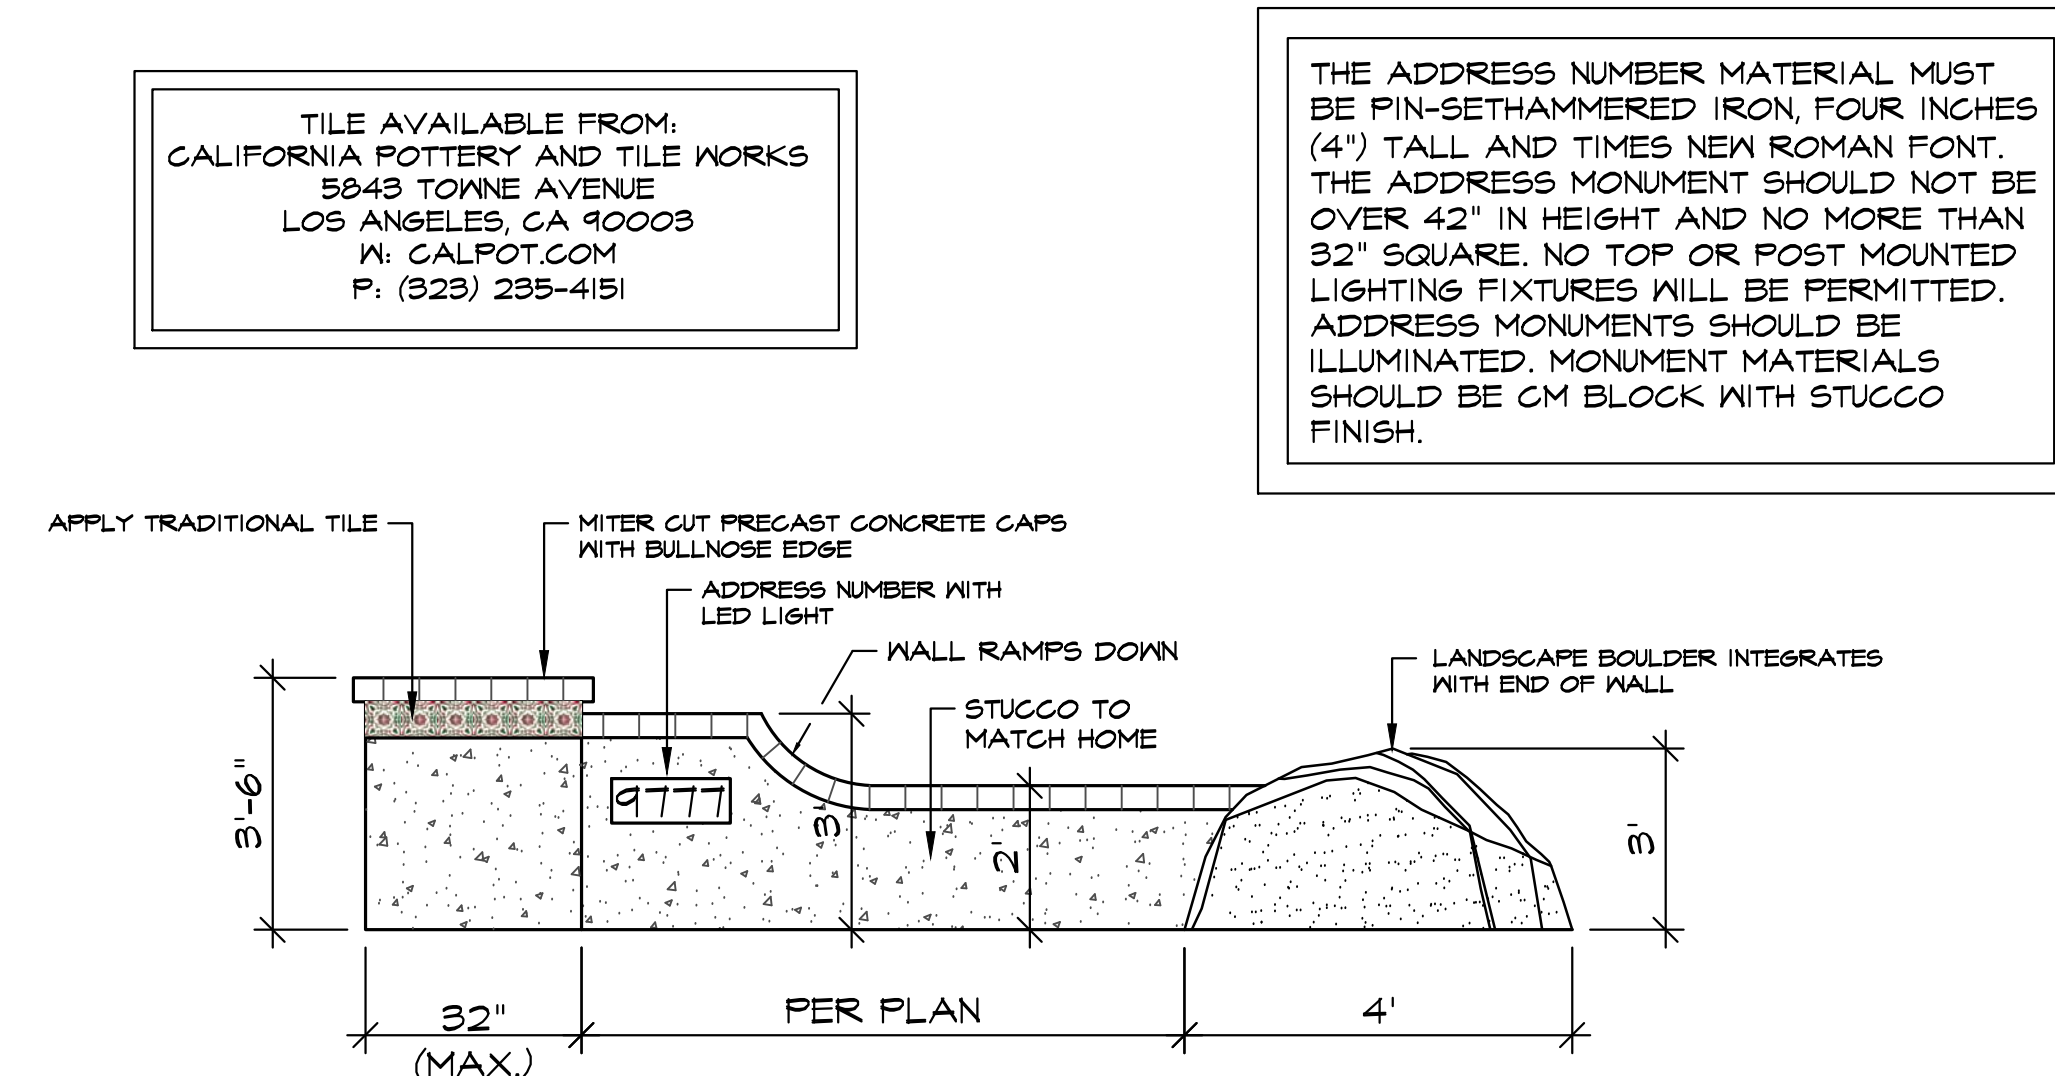 TILE AVAILABLE FROM:
CALIFORNIA POTTERY AND TILE WORKS
5843 TOWNE AVENUE
LOS ANGELES, CA 90003
W: CALPOT.COM
P: (323) 235-4151
THE ADDRESS NUMBER MATERIAL MUST
BE PIN-SETHAMMERED IRON, FOUR INCHES
(4") TALL AND TIMES NEW ROMAN FONT.
THE ADDRESS MONUMENT SHOULD NOT BE
OVER 42" IN HEIGHT AND NO MORE THAN
32" SQUARE. NO TOP OR POST MOUNTED
LIGHTING FIXTURES WILL BE PERMITTED.
ADDRESS MONUMENTS SHOULD BE
ILLUMINATED. MONUMENT MATERIALS
SHOULD BE CM BLOCK WITH STUCCO
FINISH.
APPLY TRADITIONAL TILE
MITER CUT PRECAST CONCRETE CAPS
WITH BULLNOSE EDGE
ADDRESS NUMBER WITH
LED LIGHT
WALL RAMPS DOWN
STUCCO TO
MATCH HOME
LANDSCAPE BOULDER INTEGRATES
WITH END OF WALL
3'-6"
9777
3'
2'
3'
32"
(MAX.)
PER PLAN
4'